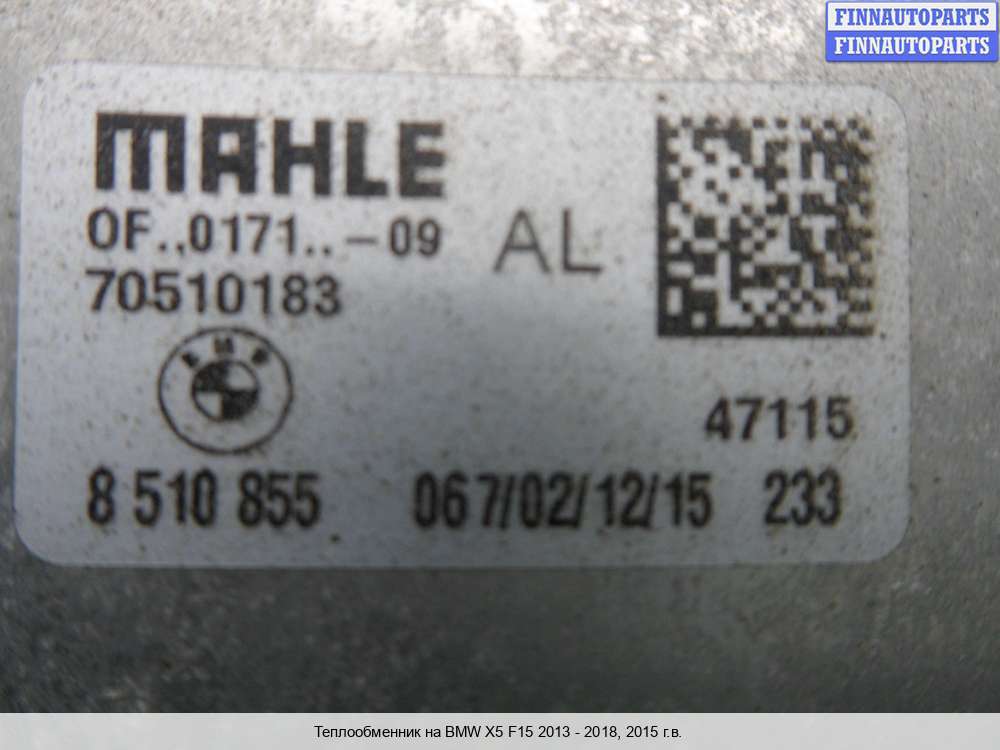 FINNAUTOPARTS
FINNAUTOPARTS
MAHLE
OF..0171..-09 AL
70510183
BMW
47115
8 510 855 067/02/12/15 233
Теплообменник на BMW X5 F15 2013 - 2018, 2015 г.в.